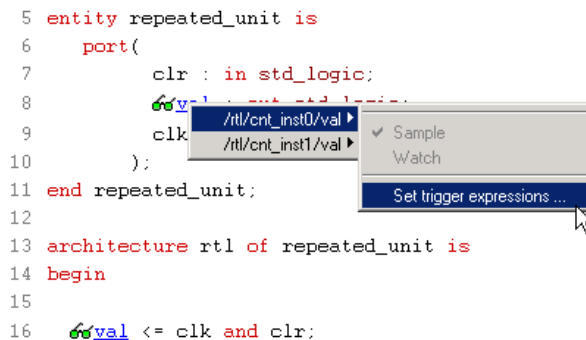 5 entity repeated_unit is
6 port(
7 clr : in std_logic;
8 val : out std_logic;
/rtl/cnt_inst0/val
9 clk
/rtl/cnt_inst1/val
Sample
Watch
Set trigger expressions ...
10 );
11 end repeated_unit;
12
13 architecture rtl of repeated_unit is
14 begin
15
16 val <= clk and clr;